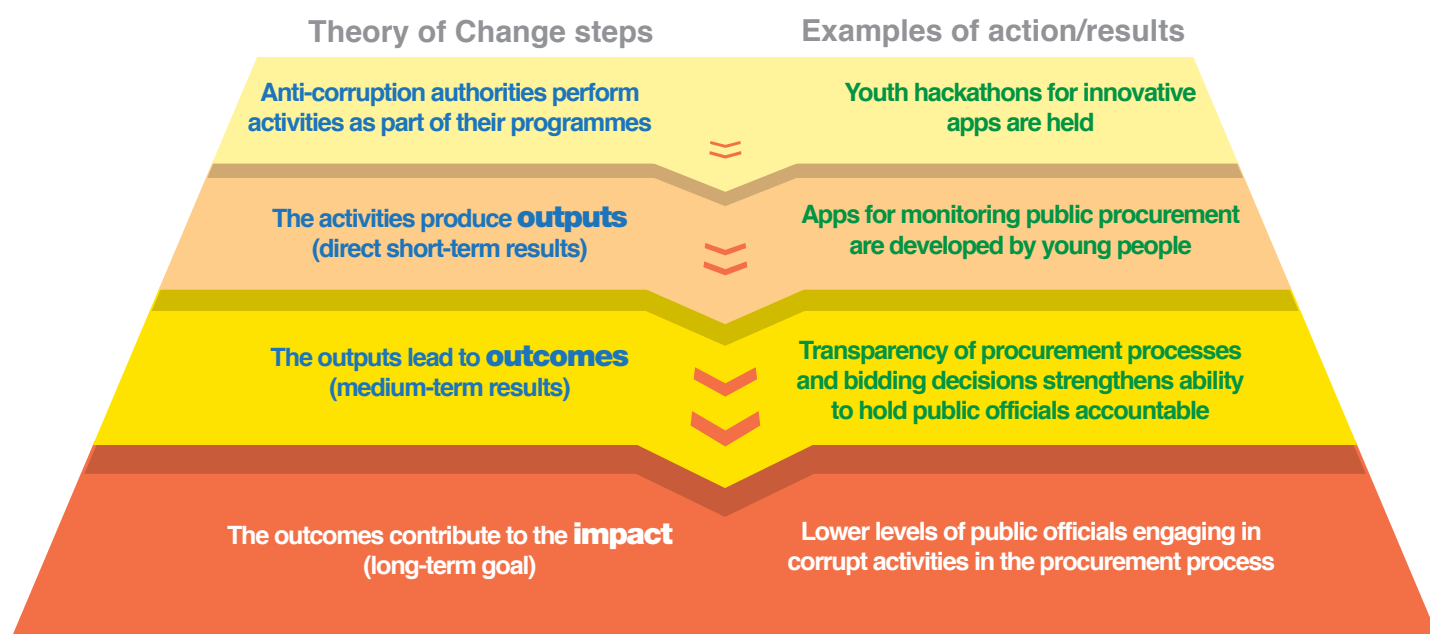 Theory of Change steps
Examples of action/results
Anti-corruption authorities perform
activities as part of their programmes
Youth hackathons for innovative
apps are held
The activities produce outputs
(direct short-term results)
Apps for monitoring public procurement
are developed by young people
The outputs lead to outcomes
(medium-term results)
Transparency of procurement processes
and bidding decisions strengthens ability
to hold public officials accountable
The outcomes contribute to the impact
(long-term goal)
Lower levels of public officials engaging in
corrupt activities in the procurement process